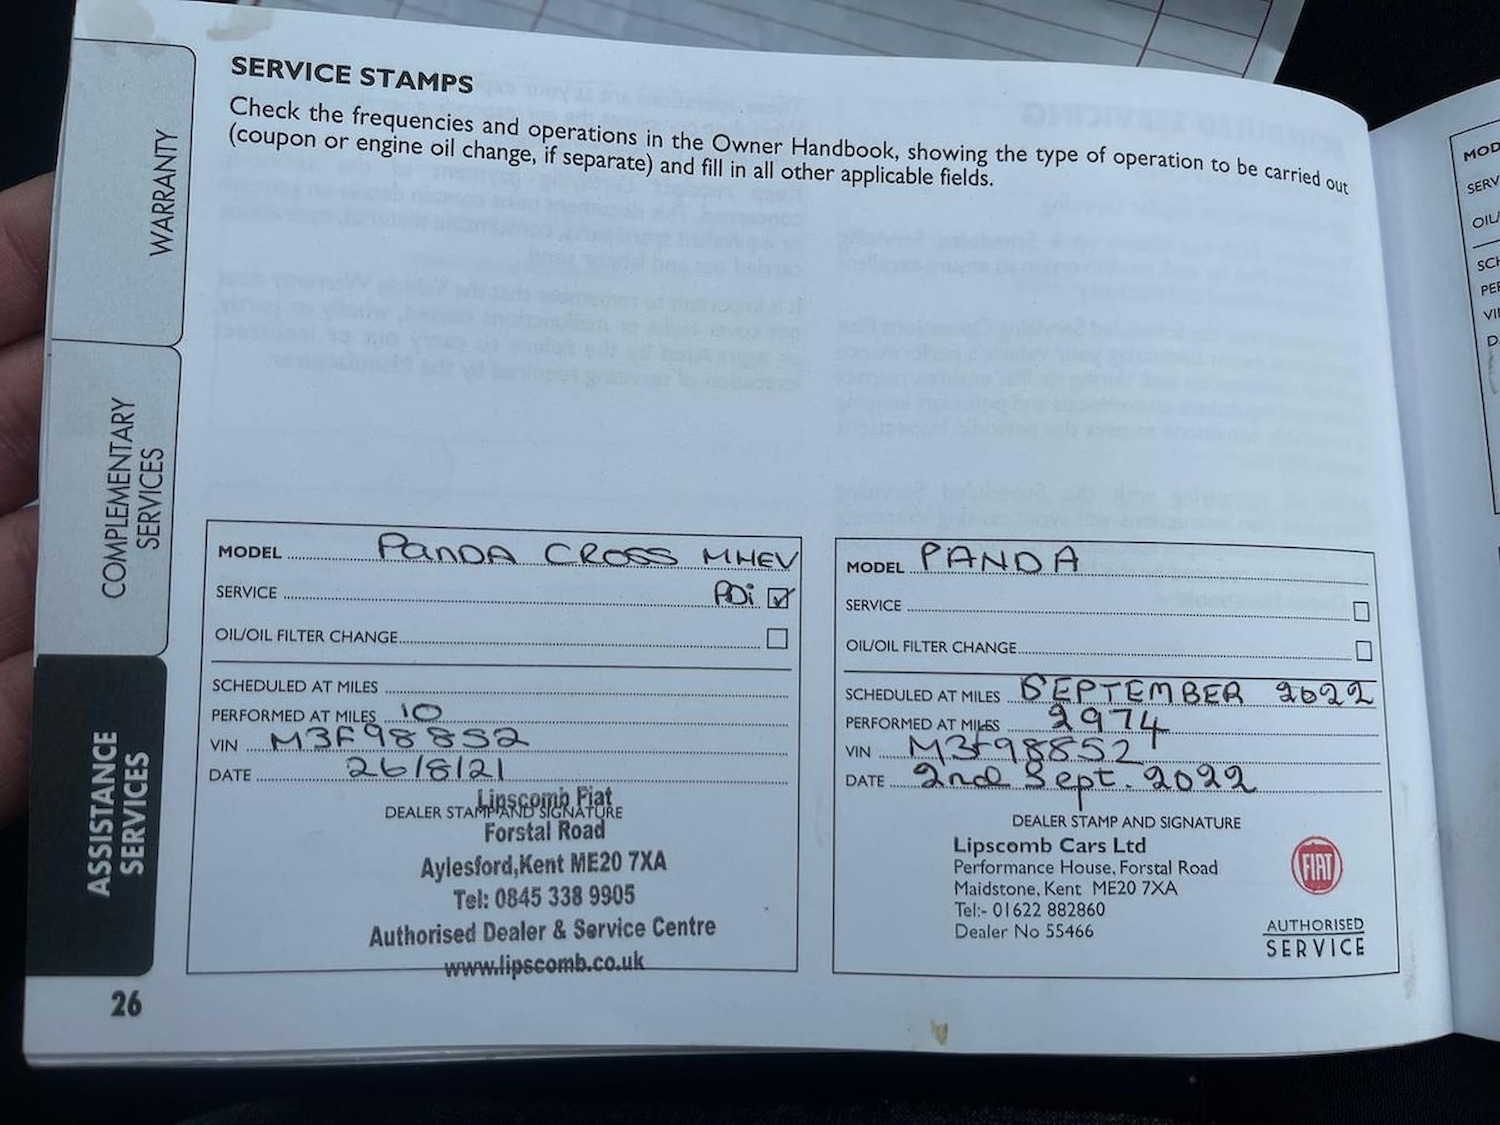 SERVICE STAMPS
Check the frequencies and operations in the Owner Handbook, showing the type of operation to be carried out
(coupon or engine oil change, if separate) and fill in all other applicable fields.
WARRANTY
COMPLEMENTARY
SERVICES
ASSISTANCE
SERVICES
26
MODEL PANDA CROSS MHEV
SERVICE PDi
OIL/OIL FILTER CHANGE
SCHEDULED AT MILES
PERFORMED AT MILES 10
VIN M3F98852
DATE 26/8/21
DEALER STAMP AND SIGNATURE
Lipscomb Fiat
Forstal Road
Aylesford,Kent ME20 7XA
Tel: 0845 338 9905
Authorised Dealer & Service Centre
www.lipscomb.co.uk
MODEL PANDA
SERVICE
OIL/OIL FILTER CHANGE
SCHEDULED AT MILES SEPTEMBER 2022
PERFORMED AT MILES 2974
VIN M3F98852
DATE 2nd Sept. 2022
DEALER STAMP AND SIGNATURE
Lipscomb Cars Ltd
Performance House, Forstal Road
Maidstone, Kent ME20 7XA
Tel:- 01622 882860
Dealer No 55466
FIAT
AUTHORISED
SERVICE